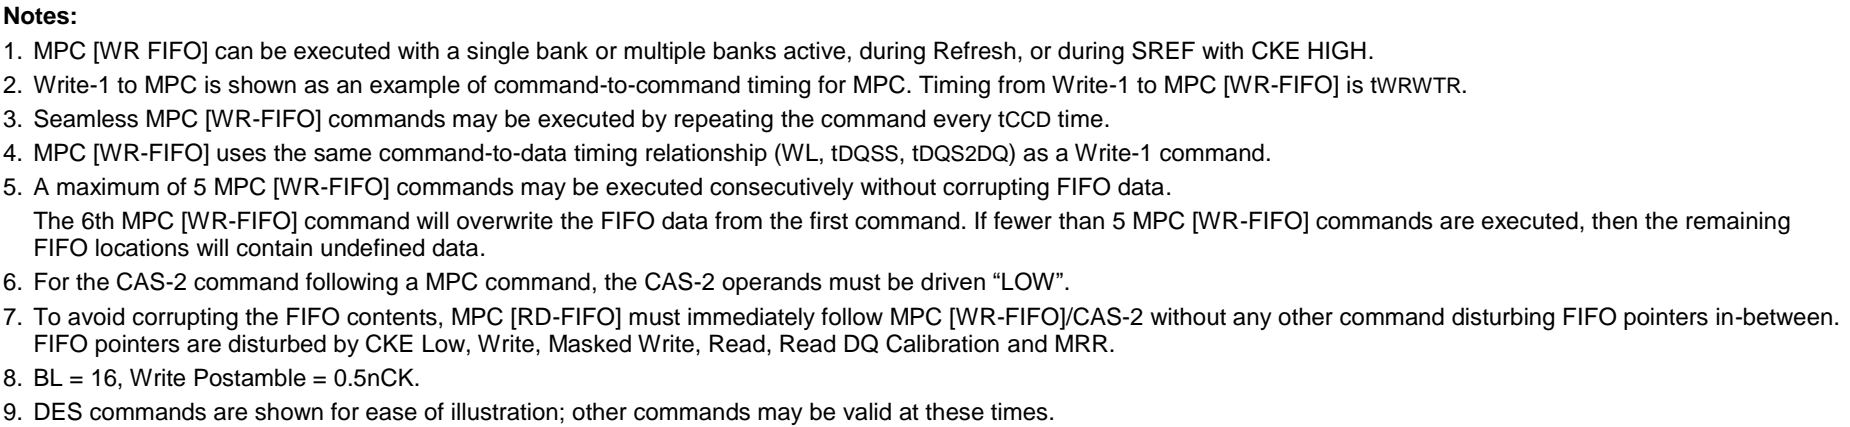 Notes:
1. MPC [WR FIFO] can be executed with a single bank or multiple banks active, during Refresh, or during SREF with CKE HIGH.
2. Write-1 to MPC is shown as an example of command-to-command timing for MPC. Timing from Write-1 to MPC [WR-FIFO] is tWRWTR.
3. Seamless MPC [WR-FIFO] commands may be executed by repeating the command every tCCD time.
4. MPC [WR-FIFO] uses the same command-to-data timing relationship (WL, tDQSS, tDQS2DQ) as a Write-1 command.
5. A maximum of 5 MPC [WR-FIFO] commands may be executed consecutively without corrupting FIFO data.
The 6th MPC [WR-FIFO] command will overwrite the FIFO data from the first command. If fewer than 5 MPC [WR-FIFO] commands are executed, then the remaining
FIFO locations will contain undefined data.
6. For the CAS-2 command following a MPC command, the CAS-2 operands must be driven “LOW”.
7. To avoid corrupting the FIFO contents, MPC [RD-FIFO] must immediately follow MPC [WR-FIFO]/CAS-2 without any other command disturbing FIFO pointers in-between.
FIFO pointers are disturbed by CKE Low, Write, Masked Write, Read, Read DQ Calibration and MRR.
8. BL = 16, Write Postamble = 0.5nCK.
9. DES commands are shown for ease of illustration; other commands may be valid at these times.